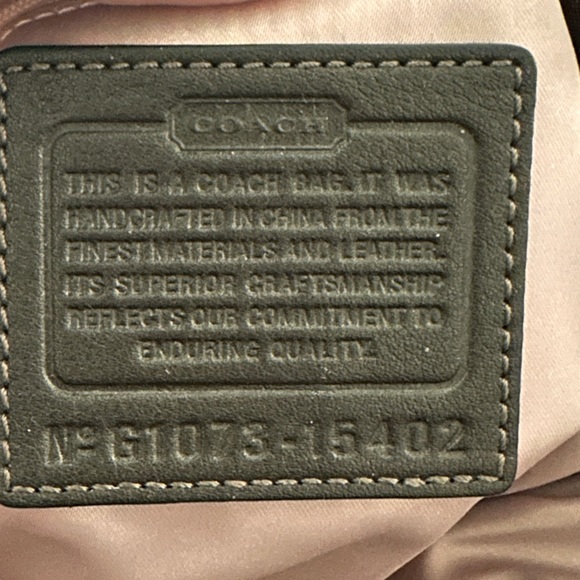 COACH
THIS IS A COACH BAG. IT WAS
HANDCRAFTED IN CHINA FROM THE
FINEST MATERIALS AND LEATHER.
ITS SUPERIOR CRAFTSMANSHIP
REFLECTS OUR COMMITMENT TO
ENDURING QUALITY.
Nº G1073-15402